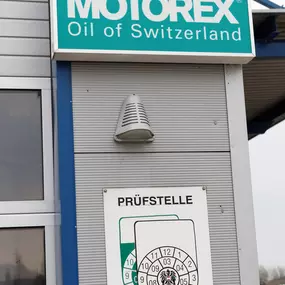 MOTOREX®
Oil of Switzerland
PRÜFSTELLE